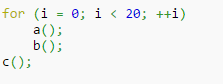 for (i = 0; i < 20; ++i)
    a();
    b();
c();